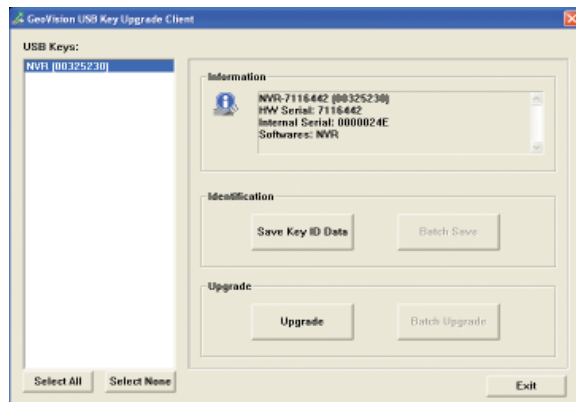 GeoVision USB Key Upgrade Client
USB Keys:
NVR (00325230)
Information
NVR-7116442 (00325230)
HW Serial: 7116442
Internal Serial: 0000024E
Softwares: NVR
Identification
Save Key ID Data
Batch Save
Upgrade
Upgrade
Batch Upgrade
Select All
Select None
Exit